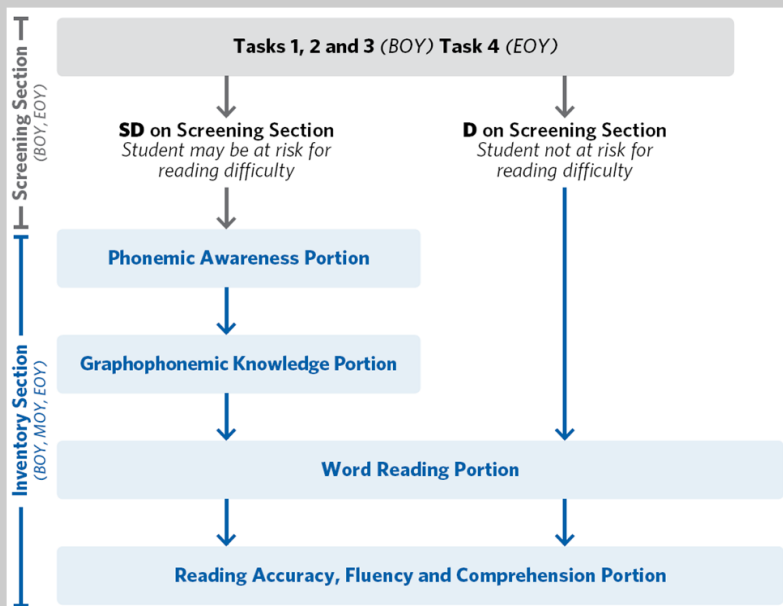 Screening Section
(BOY, EOY)
Tasks 1, 2 and 3 (BOY) Task 4 (EOY)
SD on Screening Section
Student may be at risk for
reading difficulty
D on Screening Section
Student not at risk for
reading difficulty
Inventory Section
(BOY, MOY, EOY)
Phonemic Awareness Portion
Graphophonemic Knowledge Portion
Word Reading Portion
Reading Accuracy, Fluency and Comprehension Portion